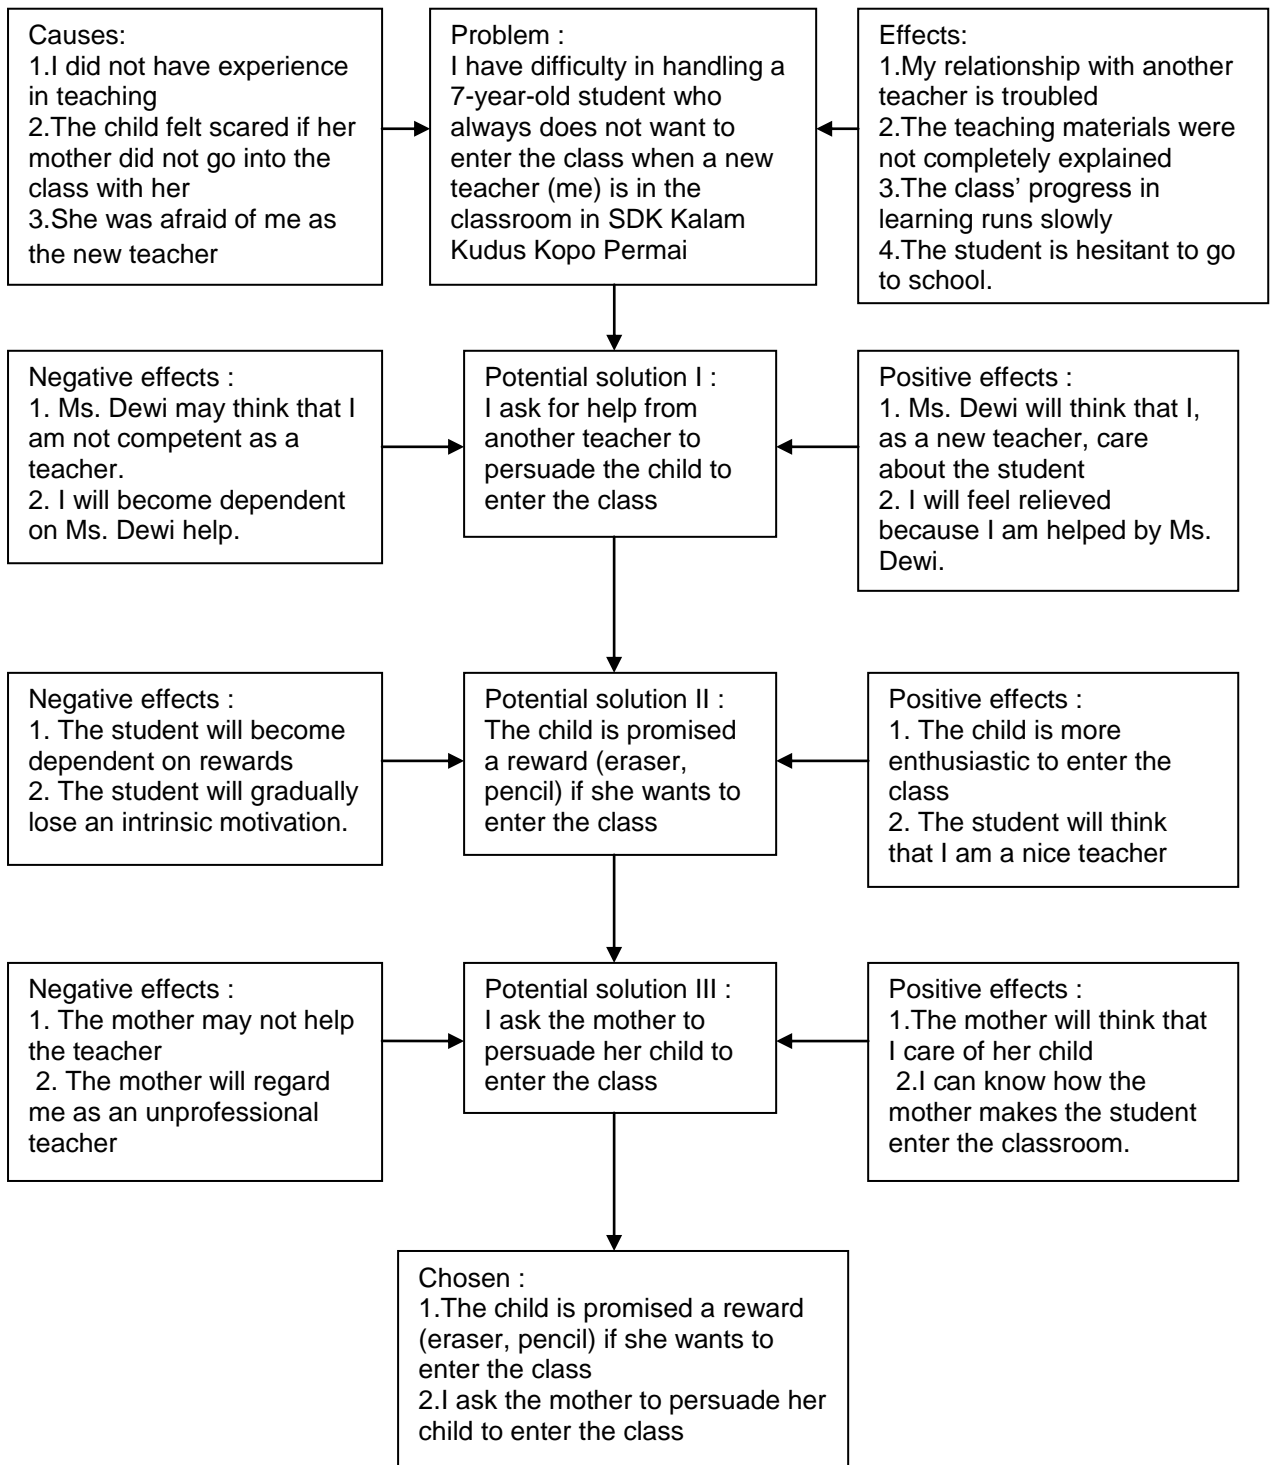 Causes:
1.I did not have experience
in teaching
2.The child felt scared if her
mother did not go into the
class with her
3.She was afraid of me as
the new teacher
Problem :
I have difficulty in handling a
7-year-old student who
always does not want to
enter the class when a new
teacher (me) is in the
classroom in SDK Kalam
Kudus Kopo Permai
Effects:
1.My relationship with another
teacher is troubled
2.The teaching materials were
not completely explained
3.The class’ progress in
learning runs slowly
4.The student is hesitant to go
to school.
Negative effects :
1. Ms. Dewi may think that I
am not competent as a
teacher.
2. I will become dependent
on Ms. Dewi help.
Potential solution I :
I ask for help from
another teacher to
persuade the child to
enter the class
Positive effects :
1. Ms. Dewi will think that I,
as a new teacher, care
about the student
2. I will feel relieved
because I am helped by Ms.
Dewi.
Negative effects :
1. The student will become
dependent on rewards
2. The student will gradually
lose an intrinsic motivation.
Potential solution II :
The child is promised
a reward (eraser,
pencil) if she wants to
enter the class
Positive effects :
1. The child is more
enthusiastic to enter the
class
2. The student will think
that I am a nice teacher
Negative effects :
1. The mother may not help
the teacher
2. The mother will regard
me as an unprofessional
teacher
Potential solution III :
I ask the mother to
persuade her child to
enter the class
Positive effects :
1.The mother will think that
I care of her child
2.I can know how the
mother makes the student
enter the classroom.
Chosen :
1.The child is promised a reward
(eraser, pencil) if she wants to
enter the class
2.I ask the mother to persuade her
child to enter the class